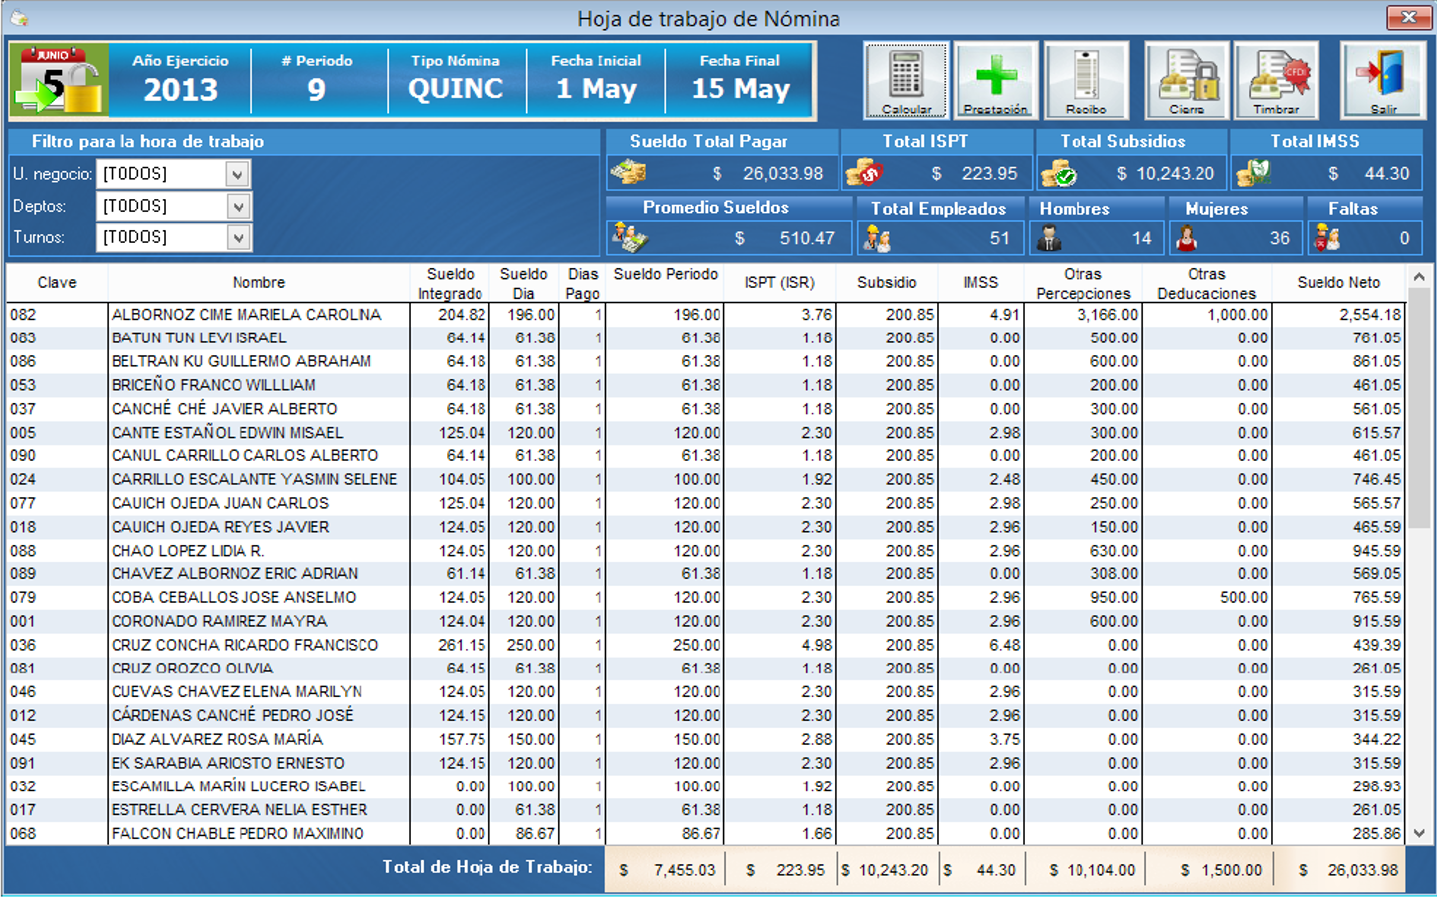 Hoja de trabajo de Nómina
JUNIO
5
Año Ejercicio # Periodo Tipo Nómina Fecha Inicial Fecha Final
2013 9 QUINC 1 May 15 May
CFDI
Calcular Prestación Recibo Cierre Timbrar Salir
Filtro para la hora de trabajo
U. negocio: [TODOS]
Deptos: [TODOS]
Turnos: [TODOS]
Sueldo Total Pagar Total ISPT Total Subsidios Total IMSS
$ 26,033.98 $ 223.95 $ 10,243.20 $ 44.30
Promedio Sueldos Total Empleados Hombres Mujeres Faltas
$ 510.47 51 14 36 0
Clave Nombre Sueldo Integrado Sueldo Dia Dias Pago Sueldo Periodo ISPT (ISR) Subsidio IMSS Otras Percepciones Otras Deducaciones Sueldo Neto
082 ALBORNOZ CIME MARIELA CAROLINA 204.82 196.00 1 196.00 3.76 200.85 4.91 3,166.00 1,000.00 2,554.18
083 BATUN TUN LEVI ISRAEL 64.14 61.38 1 61.38 1.18 200.85 0.00 500.00 0.00 761.05
086 BELTRAN KU GUILLERMO ABRAHAM 64.18 61.38 1 61.38 1.18 200.85 0.00 600.00 0.00 861.05
053 BRICEÑO FRANCO WILLLIAM 64.18 61.38 1 61.38 1.18 200.85 0.00 200.00 0.00 461.05
037 CANCHÉ CHÉ JAVIER ALBERTO 64.18 61.38 1 61.38 1.18 200.85 0.00 300.00 0.00 561.05
005 CANTE ESTAÑOL EDWIN MISAEL 125.04 120.00 1 120.00 2.30 200.85 2.98 300.00 0.00 615.57
090 CANUL CARRILLO CARLOS ALBERTO 64.14 61.38 1 61.38 1.18 200.85 0.00 200.00 0.00 461.05
024 CARRILLO ESCALANTE YASMIN SELENE 104.05 100.00 1 100.00 1.92 200.85 2.48 450.00 0.00 746.45
077 CAUICH OJEDA JUAN CARLOS 125.04 120.00 1 120.00 2.30 200.85 2.98 250.00 0.00 565.57
018 CAUICH OJEDA REYES JAVIER 124.05 120.00 1 120.00 2.30 200.85 2.96 150.00 0.00 465.59
088 CHAO LOPEZ LIDIA R. 124.05 120.00 1 120.00 2.30 200.85 2.96 630.00 0.00 945.59
089 CHAVEZ ALBORNOZ ERIC ADRIAN 61.14 61.38 1 61.38 1.18 200.85 0.00 308.00 0.00 569.05
079 COBA CEBALLOS JOSE ANSELMO 124.05 120.00 1 120.00 2.30 200.85 2.96 950.00 500.00 765.59
001 CORONADO RAMIREZ MAYRA 124.04 120.00 1 120.00 2.30 200.85 2.96 600.00 0.00 915.59
036 CRUZ CONCHA RICARDO FRANCISCO 261.15 250.00 1 250.00 4.98 200.85 6.48 0.00 0.00 439.39
081 CRUZ OROZCO OLIVIA 64.15 61.38 1 61.38 1.18 200.85 0.00 0.00 0.00 261.05
046 CUEVAS CHAVEZ ELENA MARILYN 124.05 120.00 1 120.00 2.30 200.85 2.96 0.00 0.00 315.59
012 CÁRDENAS CANCHÉ PEDRO JOSÉ 124.15 120.00 1 120.00 2.30 200.85 2.96 0.00 0.00 315.59
045 DIAZ ALVAREZ ROSA MARÍA 157.75 150.00 1 150.00 2.88 200.85 3.75 0.00 0.00 344.22
091 EK SARABIA ARIOSTO ERNESTO 124.15 120.00 1 120.00 2.30 200.85 2.96 0.00 0.00 315.59
032 ESCAMILLA MARÍN LUCERO ISABEL 0.00 100.00 1 100.00 1.92 200.85 0.00 0.00 0.00 298.93
017 ESTRELLA CERVERA NELIA ESTHER 0.00 61.38 1 61.38 1.18 200.85 0.00 0.00 0.00 261.05
068 FALCON CHABLE PEDRO MAXIMINO 0.00 86.67 1 86.67 1.66 200.85 0.00 0.00 0.00 285.86
Total de Hoja de Trabajo: $ 7,455.03 $ 223.95 $ 10,243.20 $ 44.30 $ 10,104.00 $ 1,500.00 $ 26,033.98